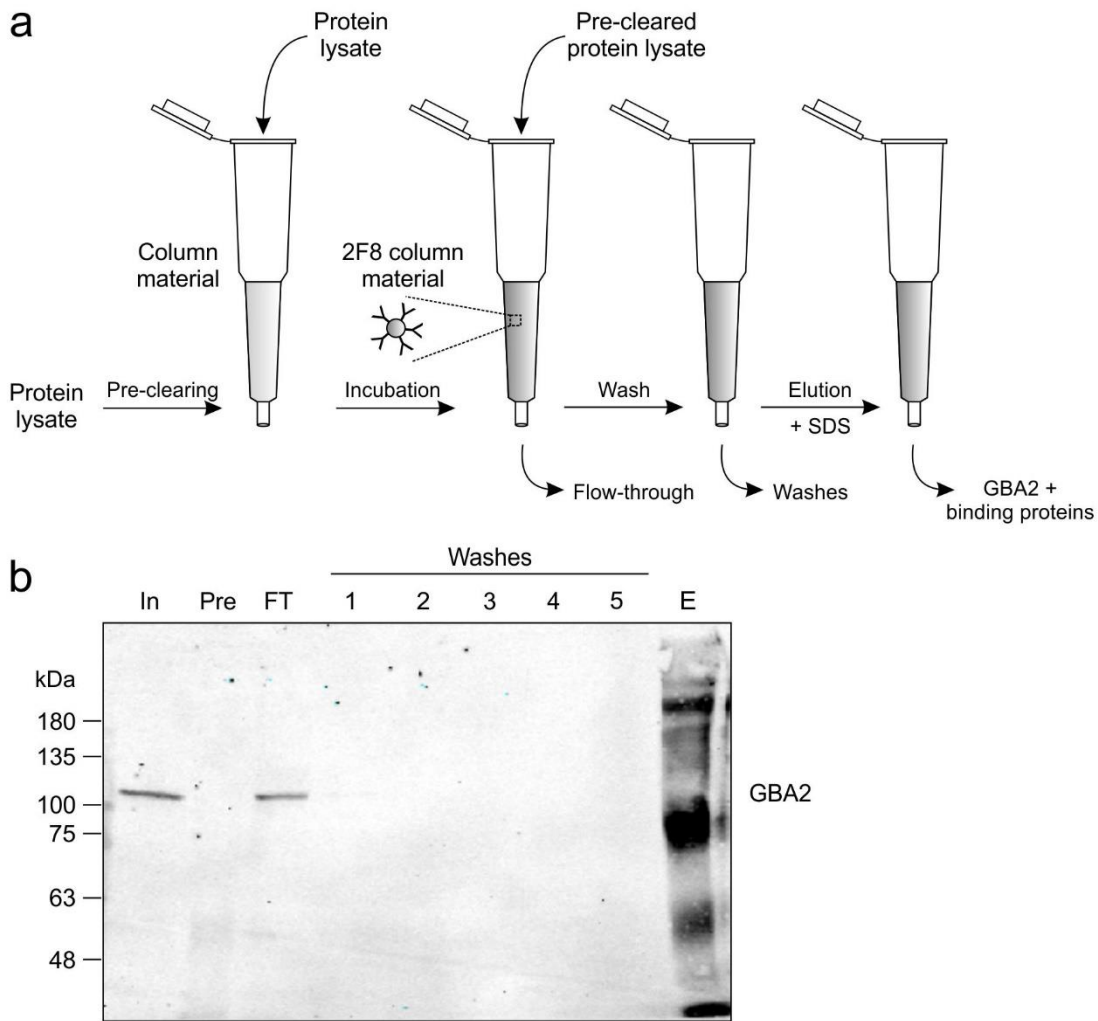 a
Protein
lysate
Pre-cleared
protein lysate
Column
material
2F8 column
material
Protein
lysate
Pre-clearing
Incubation
Wash
Elution
+ SDS
Flow-through
Washes
GBA2 +
binding proteins
b
Washes
In Pre FT 1 2 3 4 5 E
kDa
180
135
100
75
63
48
GBA2